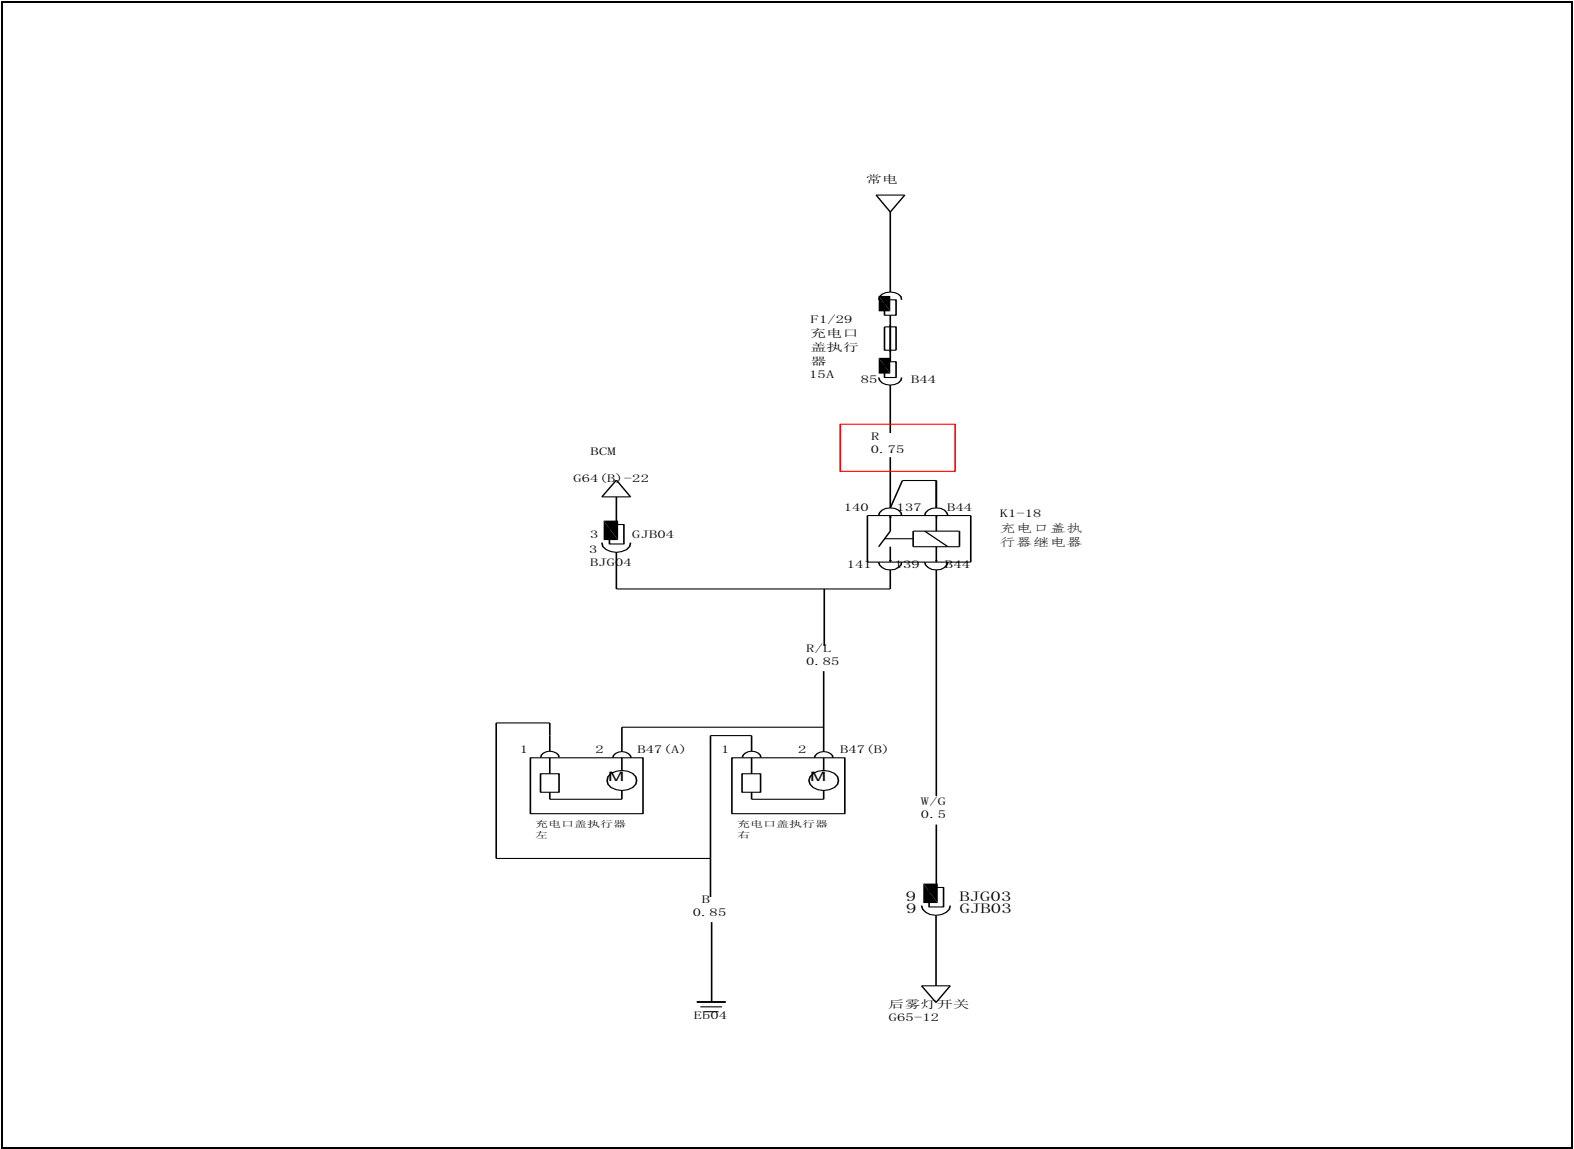 常电
F1/29
充电口
盖执行
器
15A
85 B44
R
0.75
BCM
G64(B)-22
3 GJB04
3
BJG04
140 137 B44
K1-18
充电口盖执
行器继电器
141 139 B44
R/L
0.85
1 2 B47(A)
M
充电口盖执行器
左
1 2 B47(B)
M
充电口盖执行器
右
W/G
0.5
B
0.85
9 BJG03
9 GJB03
E504
后雾灯开关
G65-12